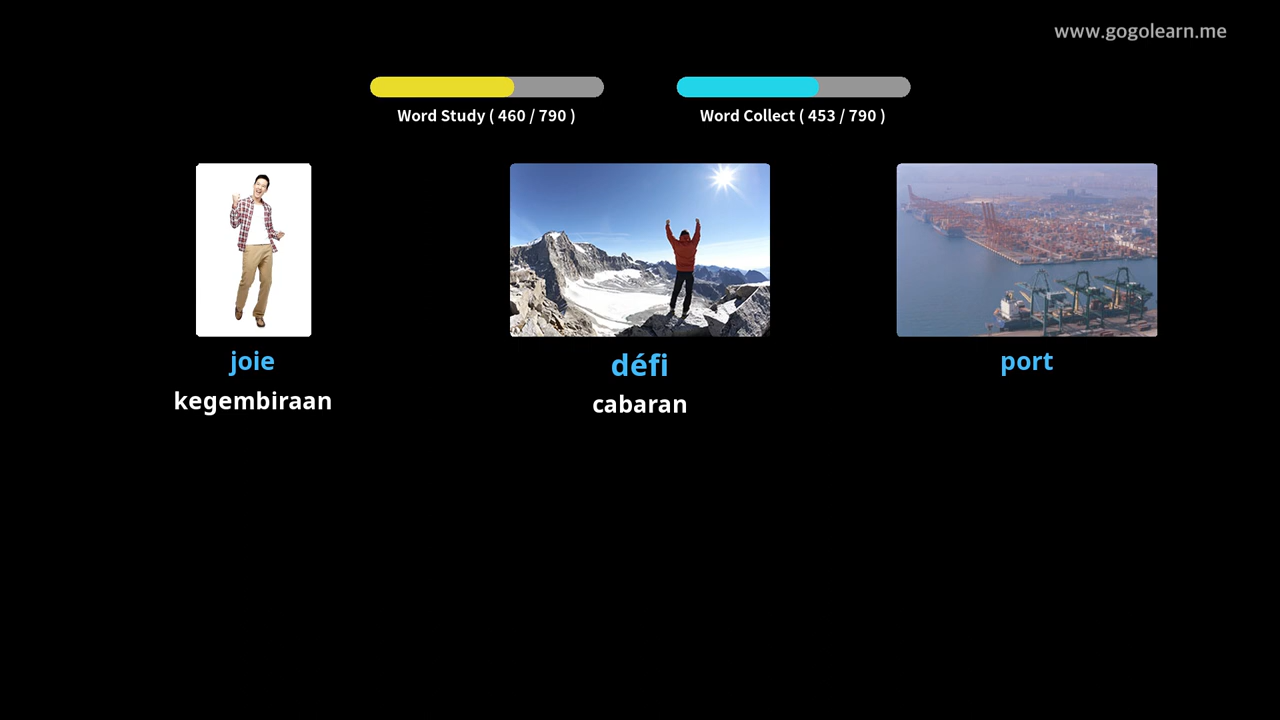 www.gogolearn.me
Word Study ( 460 / 790 )
Word Collect ( 453 / 790 )
joie
défi
port
kegembiraan
cabaran